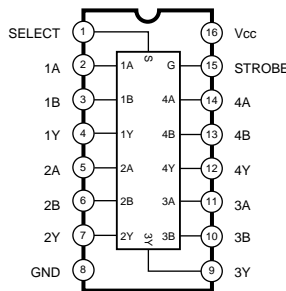 SELECT 1 16 Vcc
S
1A 2 1A G 15 STROBE
1B 3 1B 4A 14 4A
1Y 4 1Y 4B 13 4B
2A 5 2A 4Y 12 4Y
2B 6 2B 3A 11 3A
2Y 7 2Y 3Y 3B 10 3B
GND 8 9 3Y